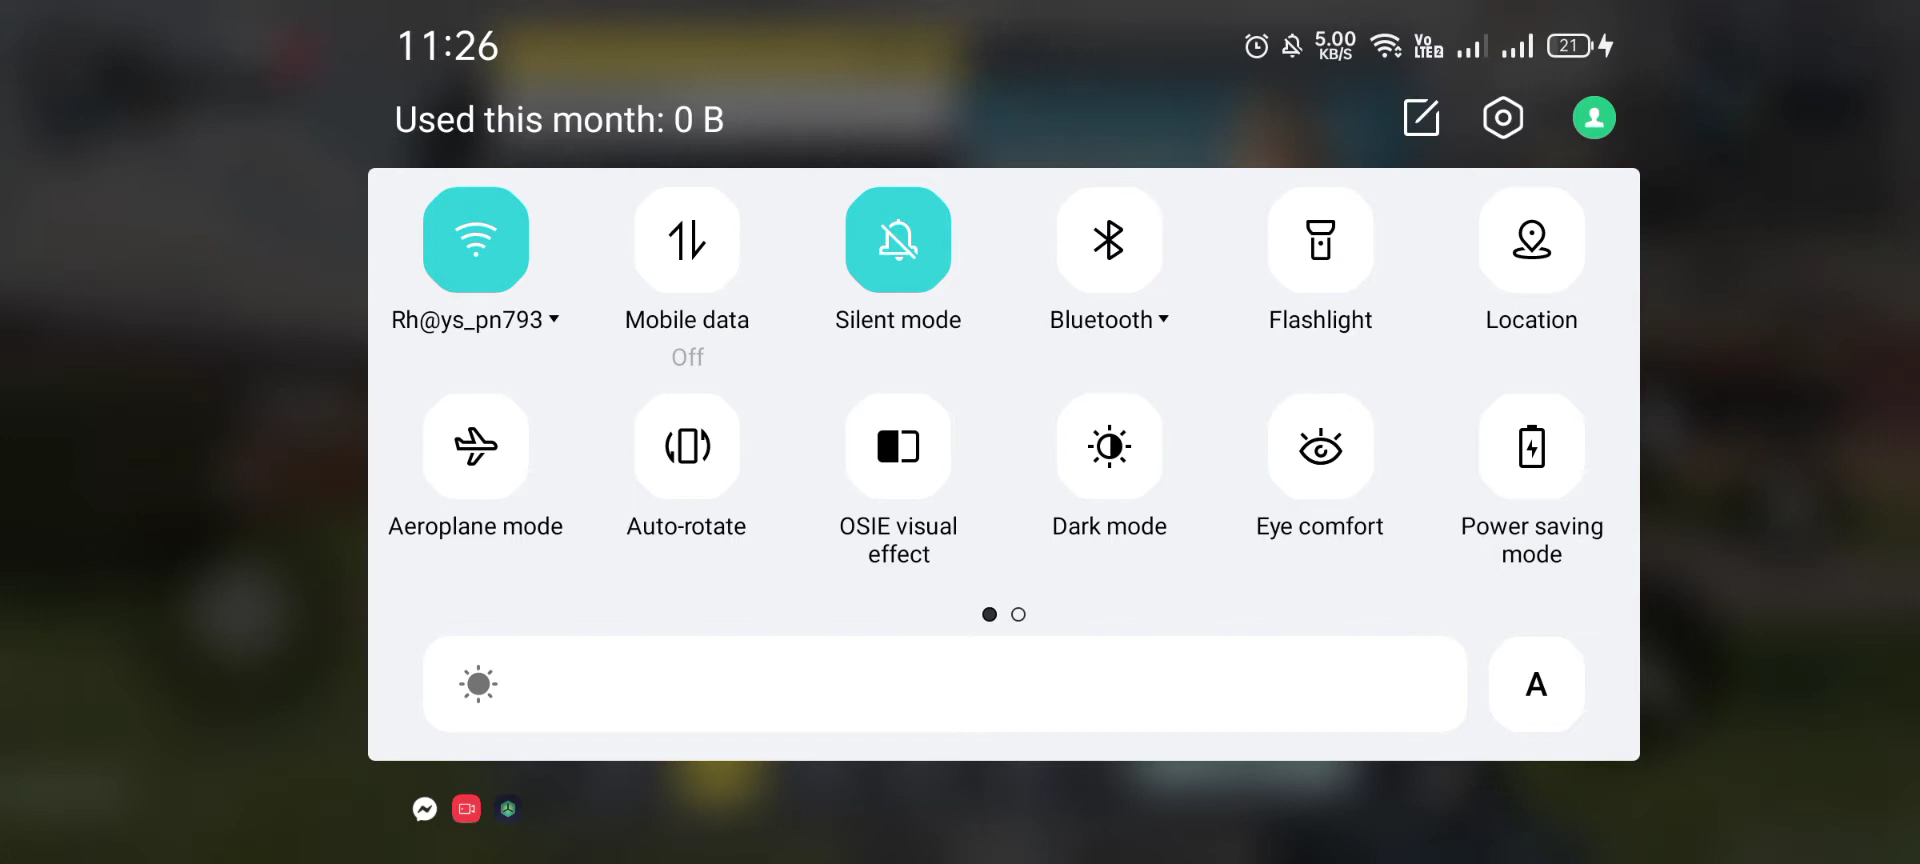 11:26
5.00
KB/S
Vo
LTE2
21
Used this month: 0 B
Rh@ys_pn793
Mobile data
Off
Silent mode
Bluetooth
Flashlight
Location
Aeroplane mode
Auto-rotate
OSIE visual
effect
Dark mode
Eye comfort
Power saving
mode
A